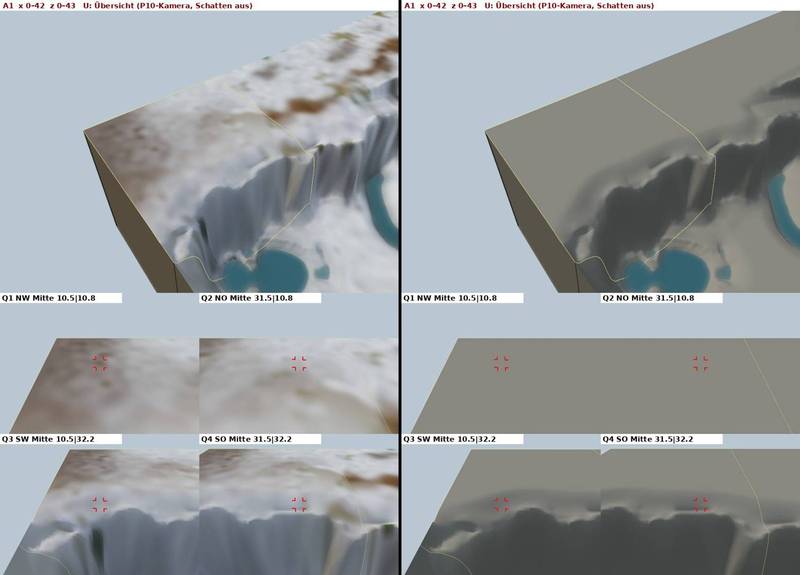 A1 x 0-42 z 0-43 U: Übersicht (P10-Kamera, Schatten aus)
A1 x 0-42 z 0-43 U: Übersicht (P10-Kamera, Schatten aus)
Q1 NW Mitte 10.5|10.8
Q2 NO Mitte 31.5|10.8
Q1 NW Mitte 10.5|10.8
Q2 NO Mitte 31.5|10.8
Q3 SW Mitte 10.5|32.2
Q4 SO Mitte 31.5|32.2
Q3 SW Mitte 10.5|32.2
Q4 SO Mitte 31.5|32.2